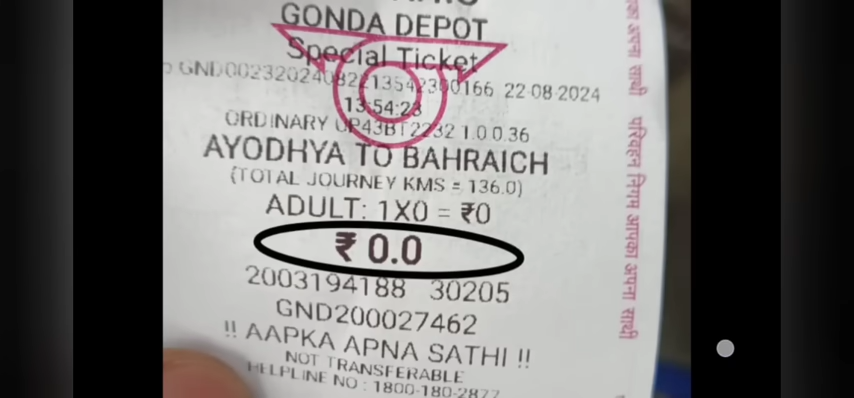 GONDA DEPOT
Special Ticket
22-08-2024
13:54:23
ORDINARY UP43BT2232 1.0.0.36
AYODHYA TO BAHRAICH
(TOTAL JOURNEY KMS = 136.0)
ADULT: 1X0 = ₹0
₹ 0.0
2003194188 30205
GND200027462
!! AAPKA APNA SATHI !!
NOT TRANSFERABLE
HELPLINE NO : 1800-180-2877
का अपना साथी परिवहन निगम आपका अपना साथी